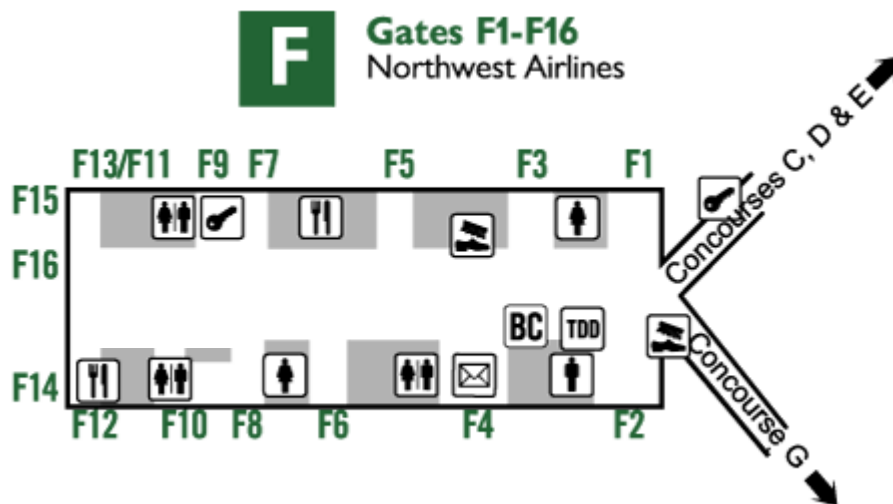 F
Gates F1-F16
Northwest Airlines
Concourses C, D & E
F13/F11 F9 F7 F5 F3 F1
F15
F16
BC TDD
F14
F12 F10 F8 F6 F4 F2
Concourse G